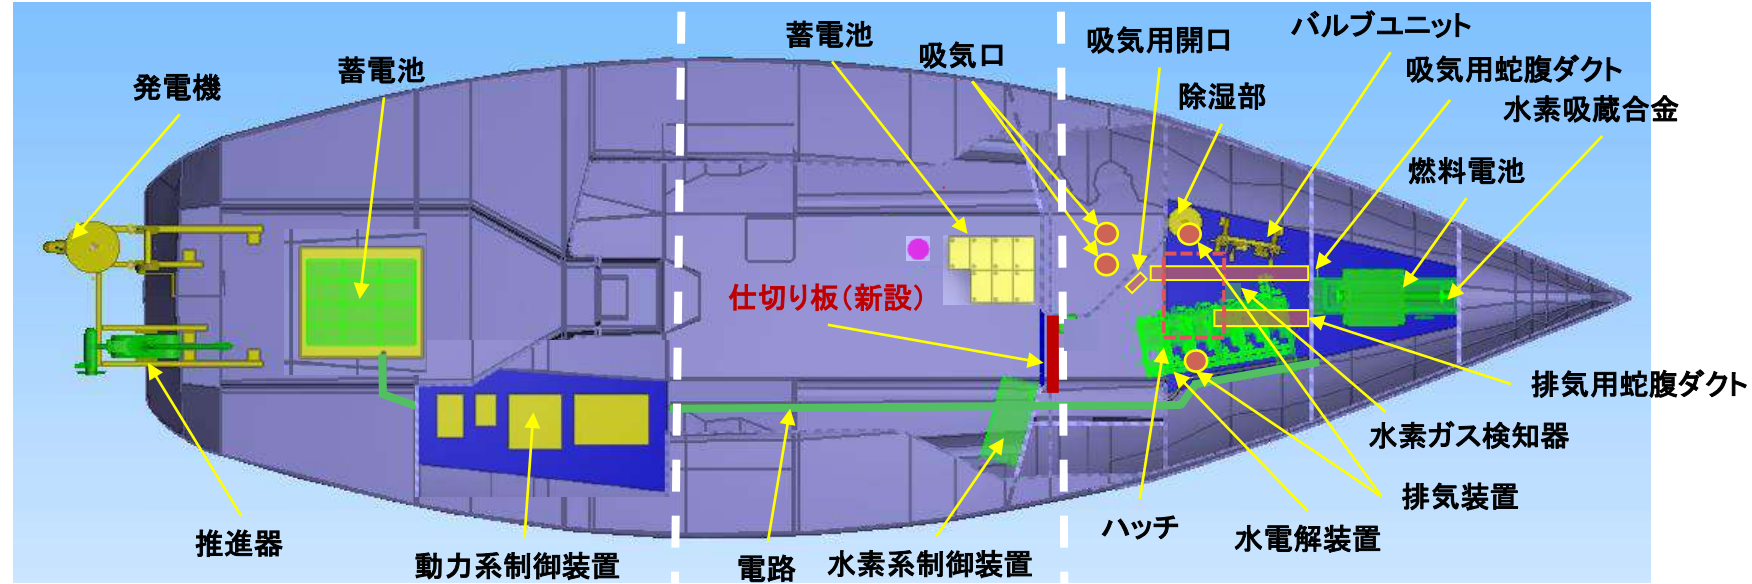 バルブユニット
蓄電池
吸気口
吸気用開口
吸気用蛇腹ダクト
蓄電池
発電機
除湿部
水素吸蔵合金
燃料電池
仕切り板(新設)
排気用蛇腹ダクト
水素ガス検知器
排気装置
ハッチ
水電解装置
推進器
動力系制御装置
電路
水素系制御装置